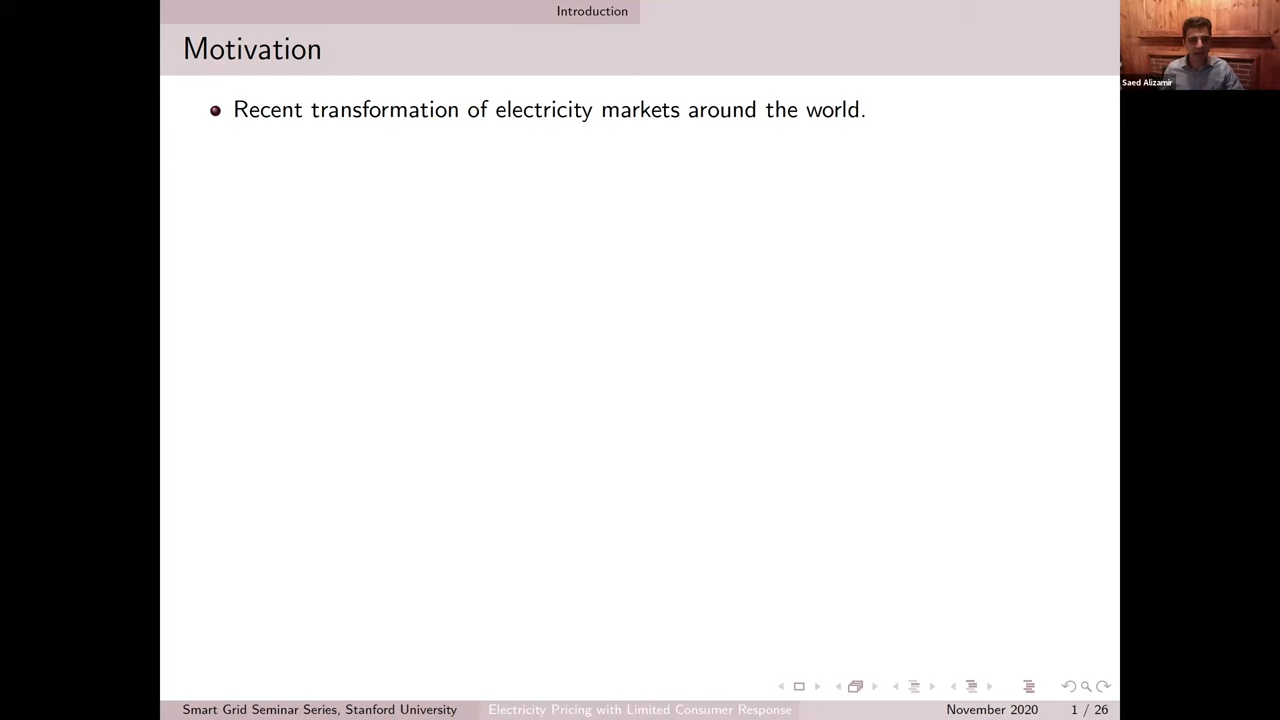 Introduction
Motivation
Saed Alizamir
Recent transformation of electricity markets around the world.
Smart Grid Seminar Series, Stanford University
Electricity Pricing with Limited Consumer Response
November 2020
1 / 26